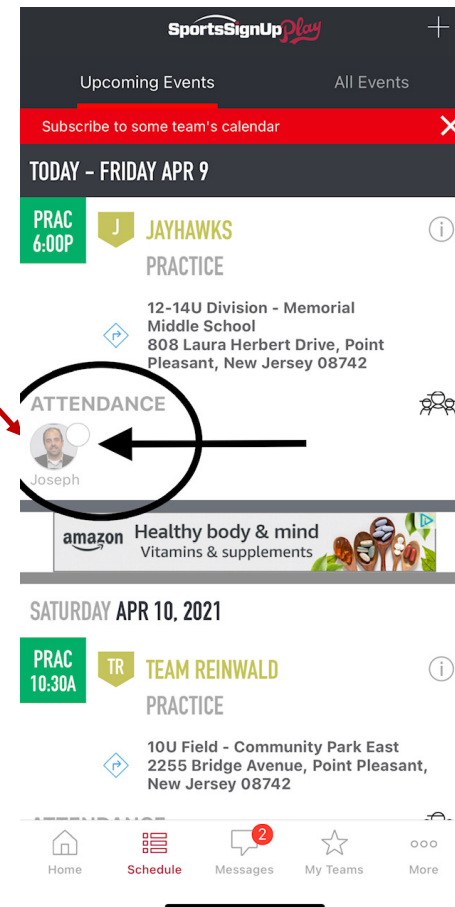 SportsSignUpPlay
Upcoming Events
All Events
Subscribe to some team's calendar
TODAY - FRIDAY APR 9
PRAC
6:00P
J
JAYHAWKS
PRACTICE
12-14U Division - Memorial
Middle School
808 Laura Herbert Drive, Point
Pleasant, New Jersey 08742
ATTENDANCE
Joseph
amazon
Healthy body & mind
Vitamins & supplements
SATURDAY APR 10, 2021
PRAC
10:30A
TR
TEAM REINWALD
PRACTICE
10U Field - Community Park East
2255 Bridge Avenue, Point Pleasant,
New Jersey 08742
ATTENDANCE
2
Home
Schedule
Messages
My Teams
More